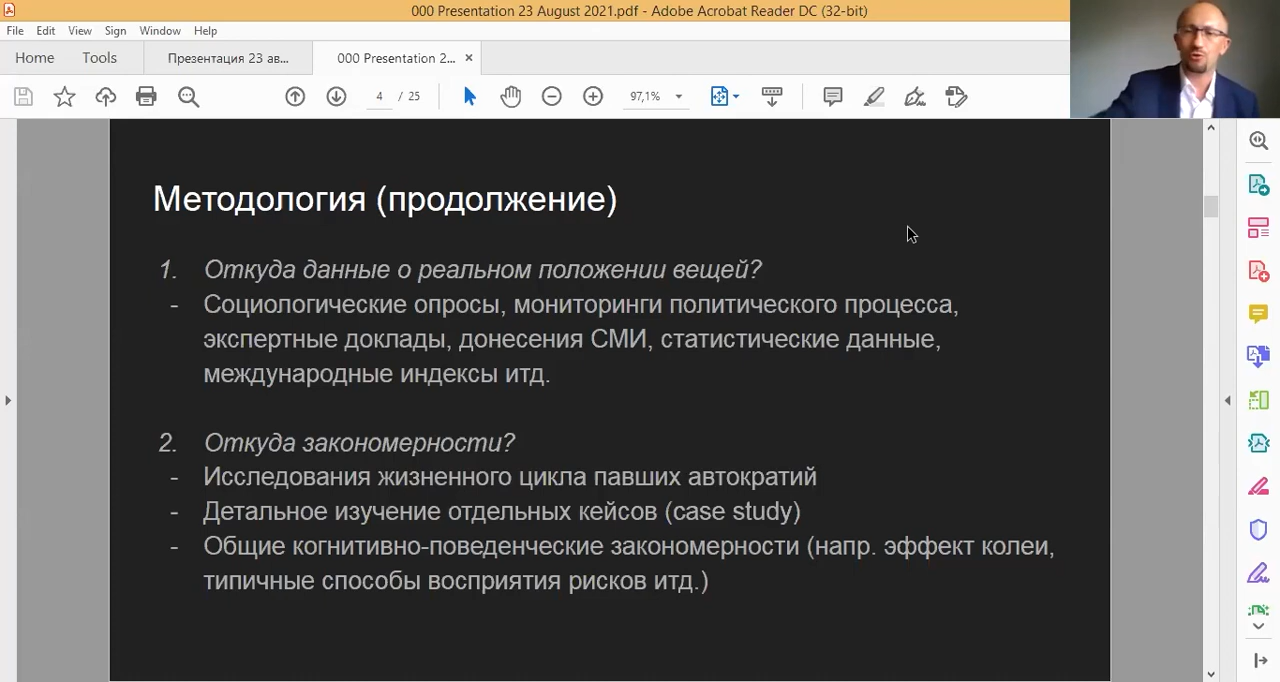 000 Presentation 23 August 2021.pdf - Adobe Acrobat Reader DC (32-bit)
File Edit View Sign Window Help
Home Tools Презентация 23 ав... 000 Presentation 2... ×
4 / 25 97,1%
Методология (продолжение)
1. Откуда данные о реальном положении вещей?
- Социологические опросы, мониторинги политического процесса,
экспертные доклады, донесения СМИ, статистические данные,
международные индексы итд.
2. Откуда закономерности?
- Исследования жизненного цикла павших автократий
- Детальное изучение отдельных кейсов (case study)
- Общие когнитивно-поведенческие закономерности (напр. эффект колеи,
типичные способы восприятия рисков итд.)